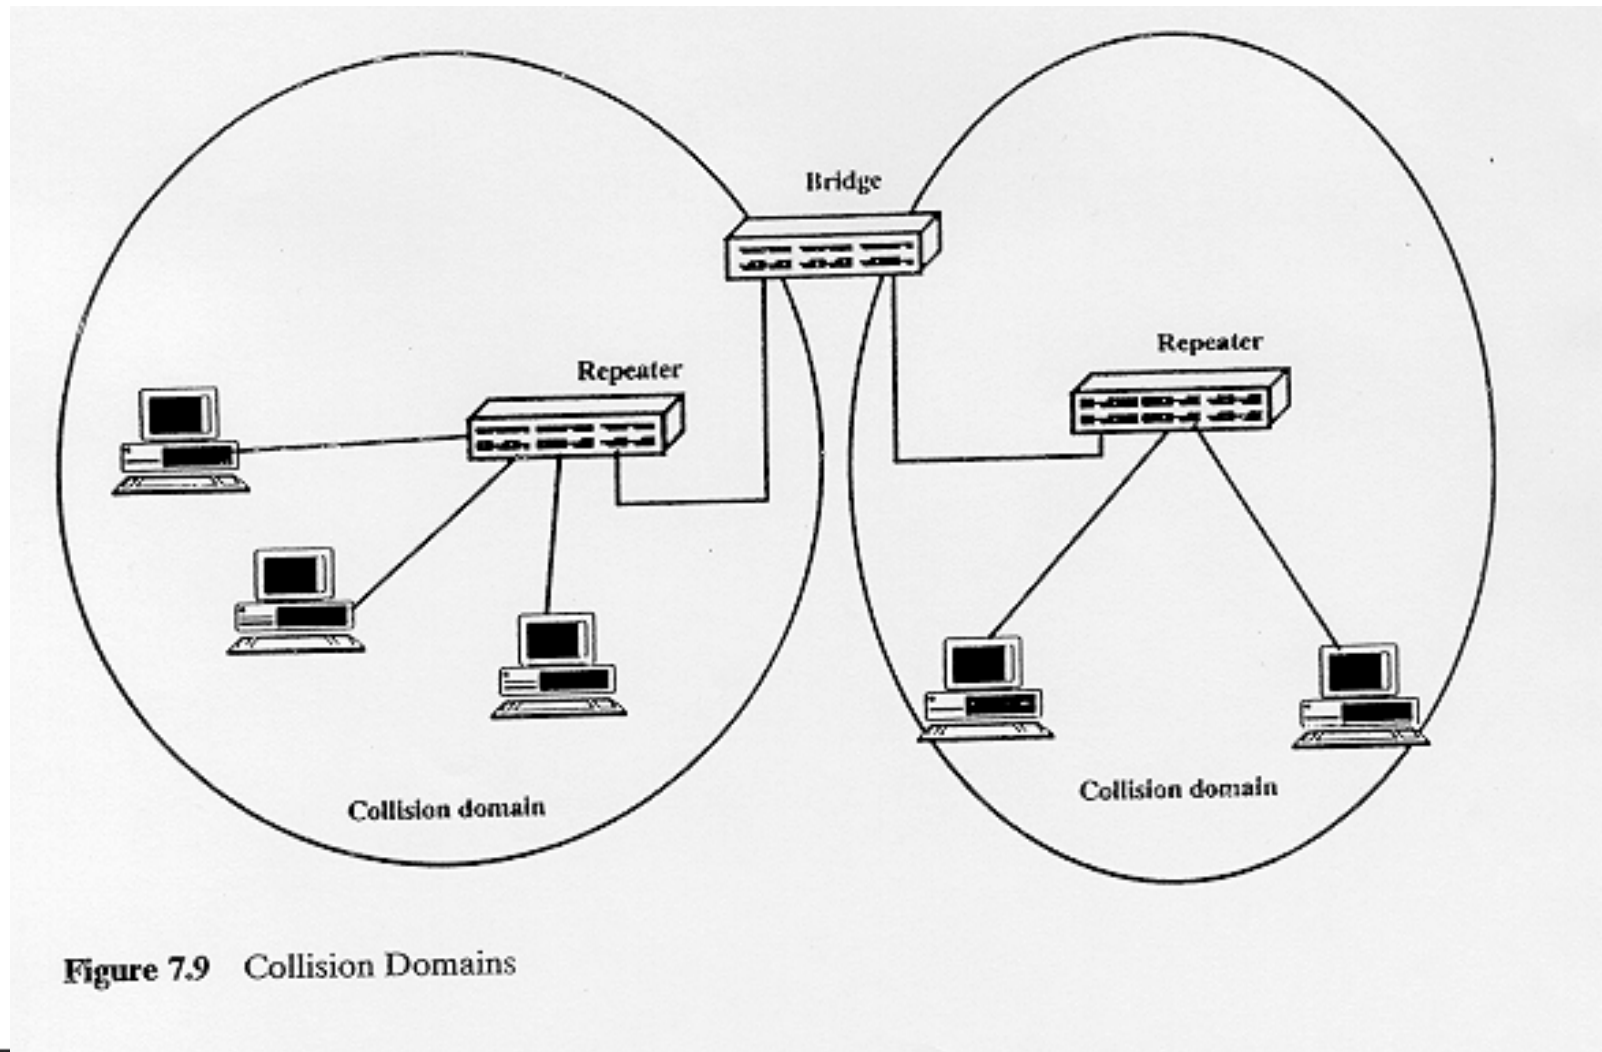 Bridge
Repeater
Repeater
Collision domain
Collision domain
Figure 7.9 Collision Domains